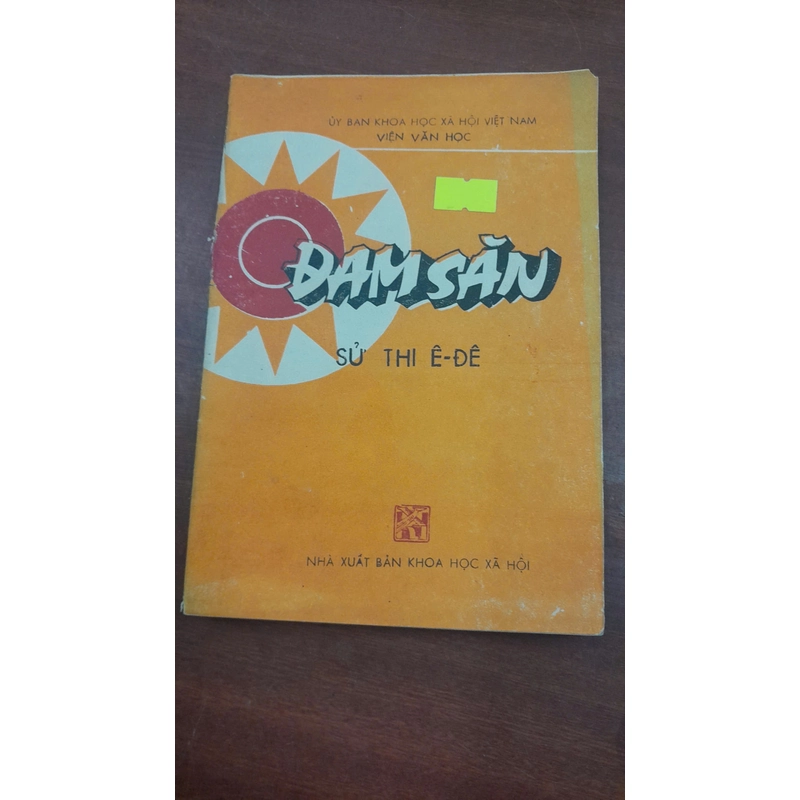 ỦY BAN KHOA HỌC XÃ HỘI VIỆT NAM
VIỆN VĂN HỌC
ĐAM SĂN
SỬ THI Ê-ĐÊ
NHÀ XUẤT BẢN KHOA HỌC XÃ HỘI